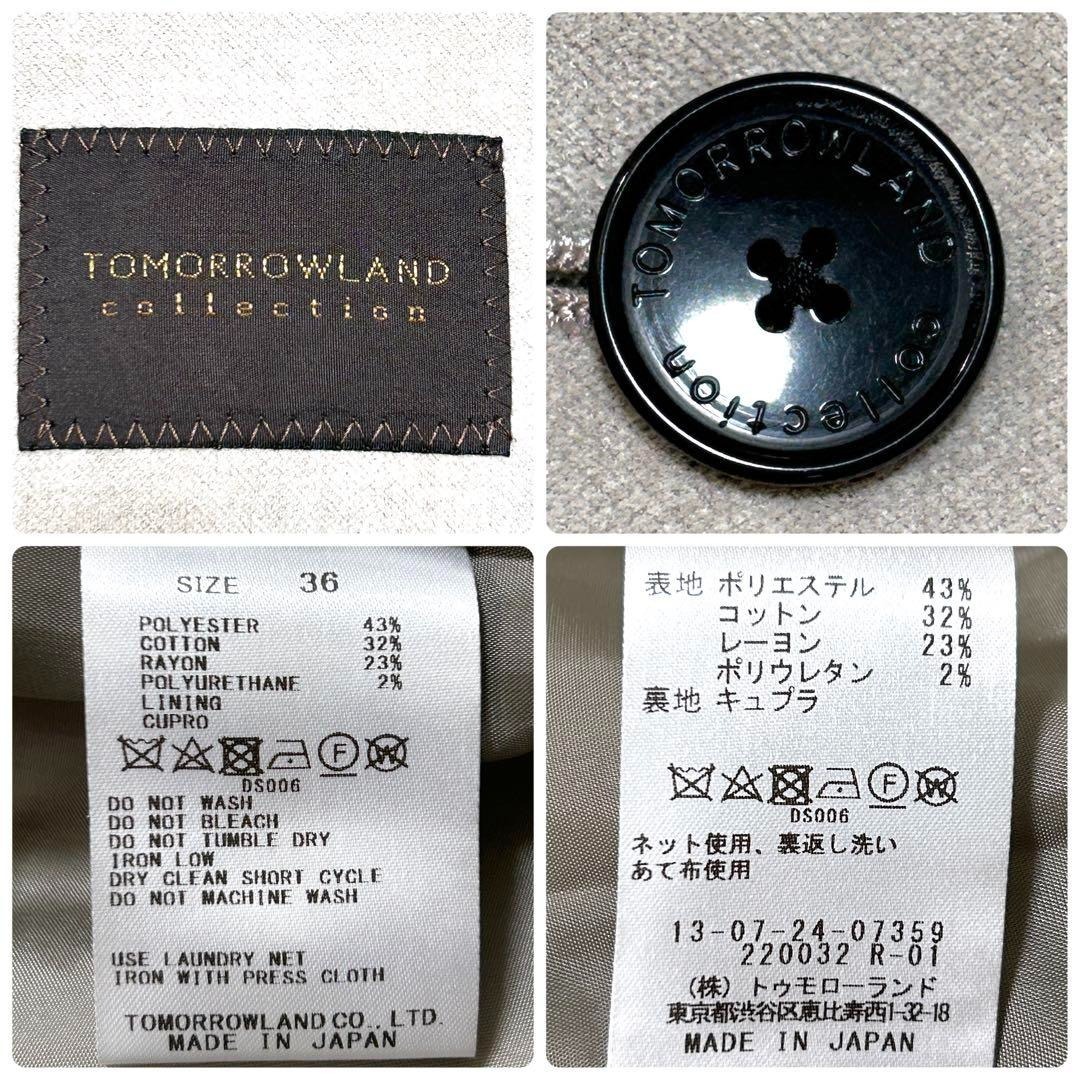 TOMORROWLAND
collection
TOMORROWLAND collection
SIZE 36
POLYESTER 43%
COTTON 32%
RAYON 23%
POLYURETHANE 2%
LINING
CUPRO
F W
DS006
DO NOT WASH
DO NOT BLEACH
DO NOT TUMBLE DRY
IRON LOW
DRY CLEAN SHORT CYCLE
DO NOT MACHINE WASH
USE LAUNDRY NET
IRON WITH PRESS CLOTH
TOMORROWLAND CO., LTD.
MADE IN JAPAN
表地 ポリエステル 43%
コットン 32%
レーヨン 23%
ポリウレタン 2%
裏地 キュプラ
F W
DS006
ネット使用、裏返し洗い
あて布使用
13-07-24-07359
220032 R-01
(株) トゥモローランド
東京都渋谷区恵比寿西1-32-18
MADE IN JAPAN